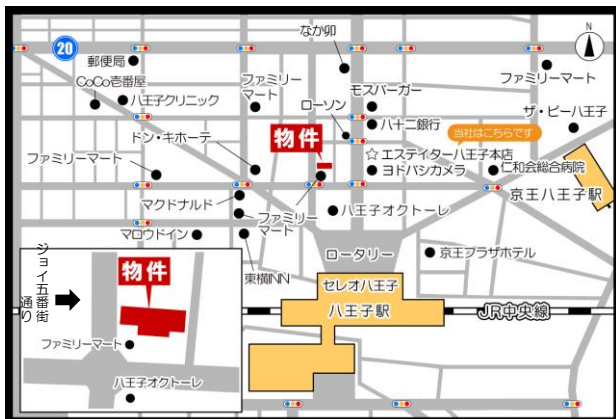 なか卯
20
郵便局
N
CoCo壱番屋
八王子クリニック
ファミリー
マート
モスバーガー
ファミリーマート
ローソン
八十二銀行
ザ・ビー八王子
当社はこちらです
ドン・キホーテ
物件
☆エステイター八王子本店
ヨドバシカメラ
仁和会総合病院
ファミリーマート
京王八王子駅
マクドナルド
ファミリー
マート
八王子オクトーレ
マロウドイン
東横INN
ロータリー
京王プラザホテル
セレオ八王子
八王子駅
JR中央線
ジョイ五番街
通り
物件
ファミリーマート
八王子オクトーレ